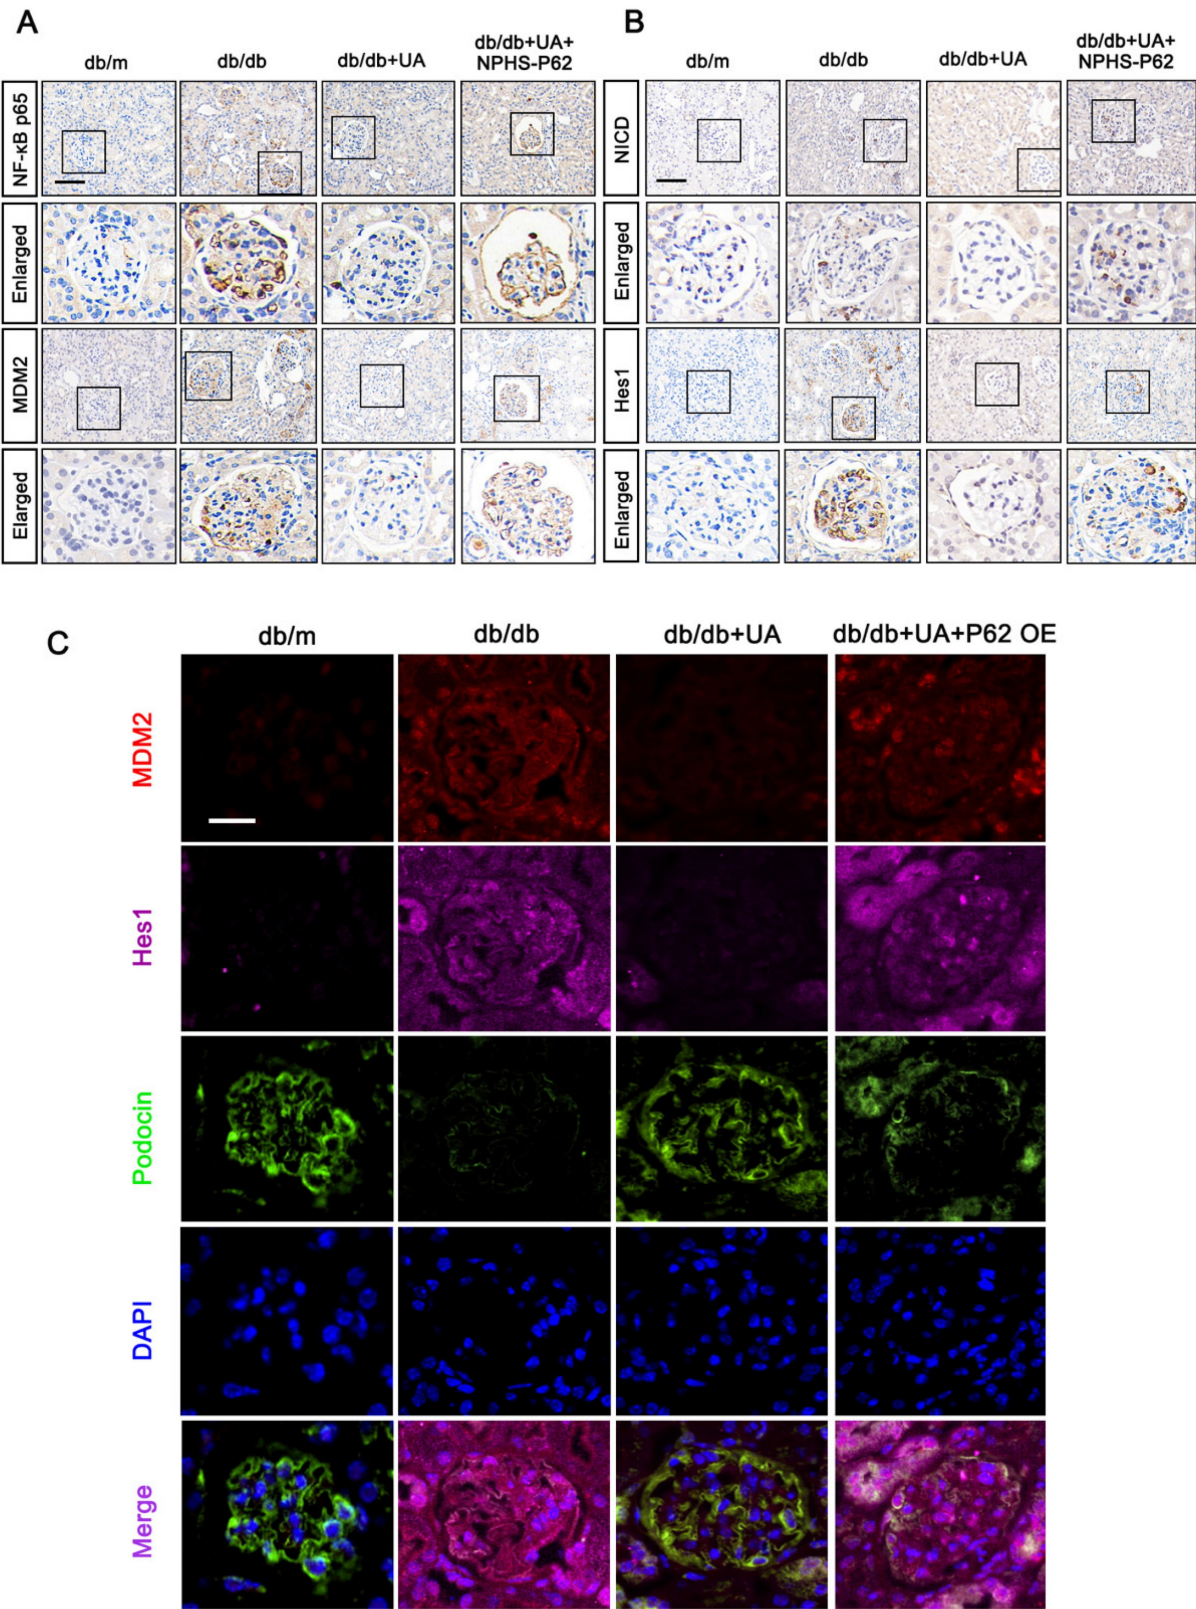 A
db/m
db/db
db/db+UA
db/db+UA+
NPHS-P62
NF-κB p65
Enlarged
MDM2
Elarged
B
db/m
db/db
db/db+UA
db/db+UA+
NPHS-P62
NICD
Enlarged
Hes1
Enlarged
C
db/m
db/db
db/db+UA
db/db+UA+P62 OE
MDM2
Hes1
Podocin
DAPI
Merge